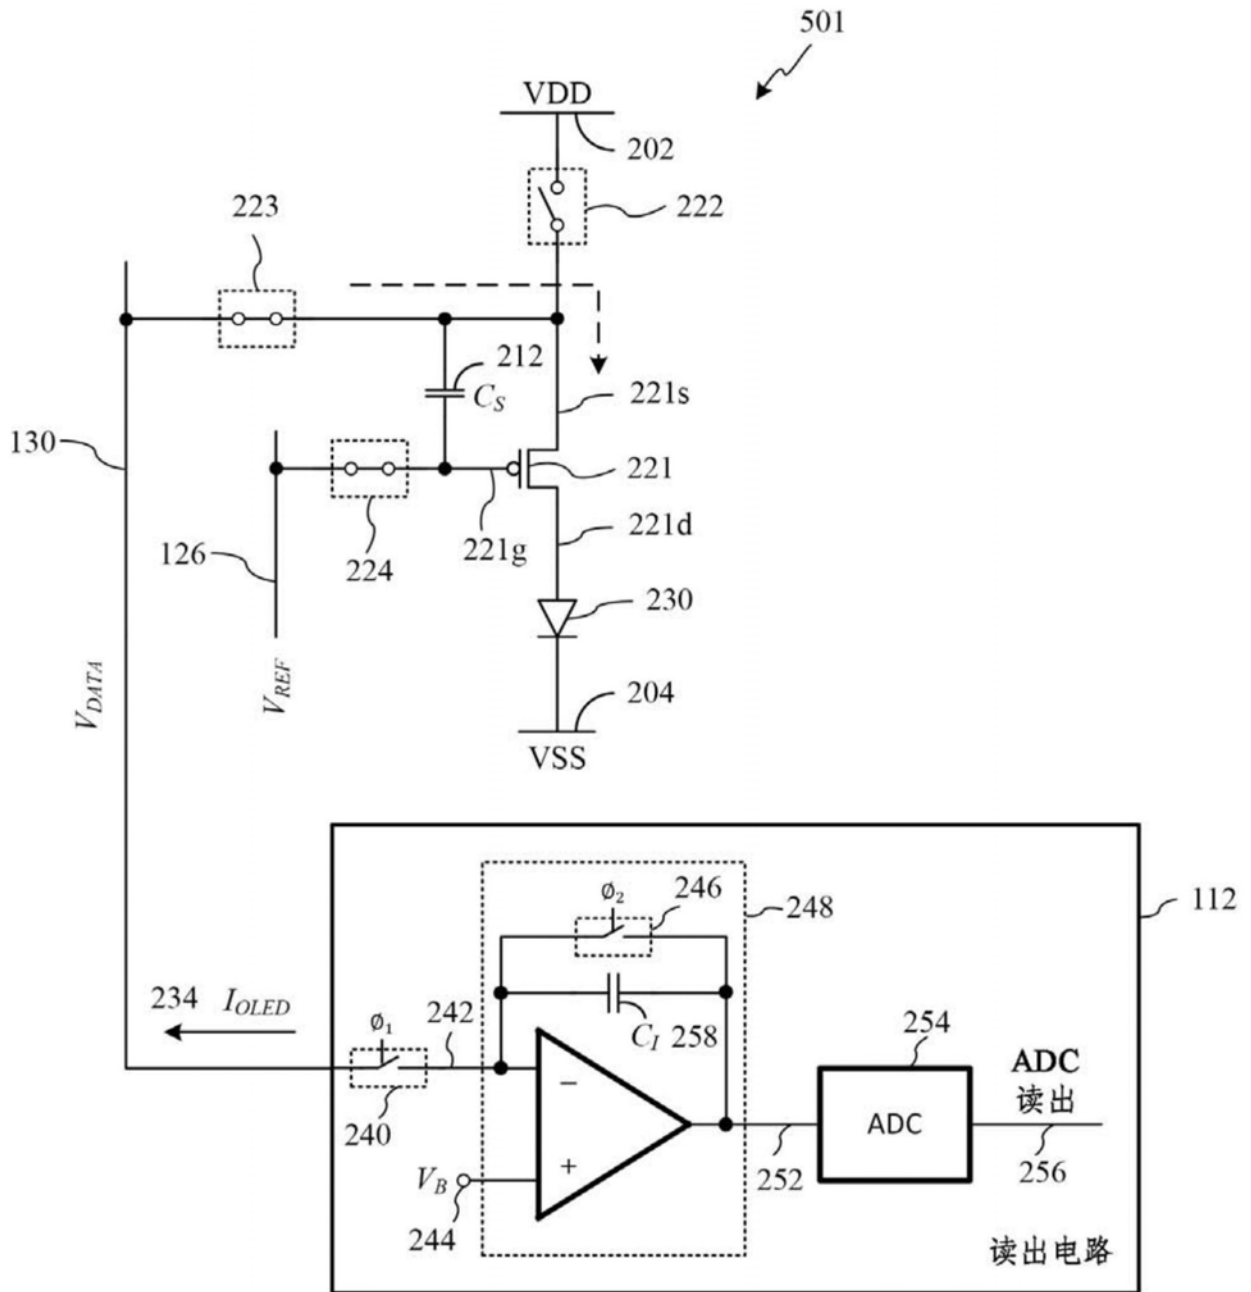 501
VDD
202
222
223
212
C_S
221s
130
221
221d
221g
224
126
230
V_DATA
V_REF
204
VSS
ø₂
246
248
112
234
I_OLED
ø₁
242
C_I 258
254
ADC
读出
240
−
ADC
+
V_B
244
252
256
读出电路